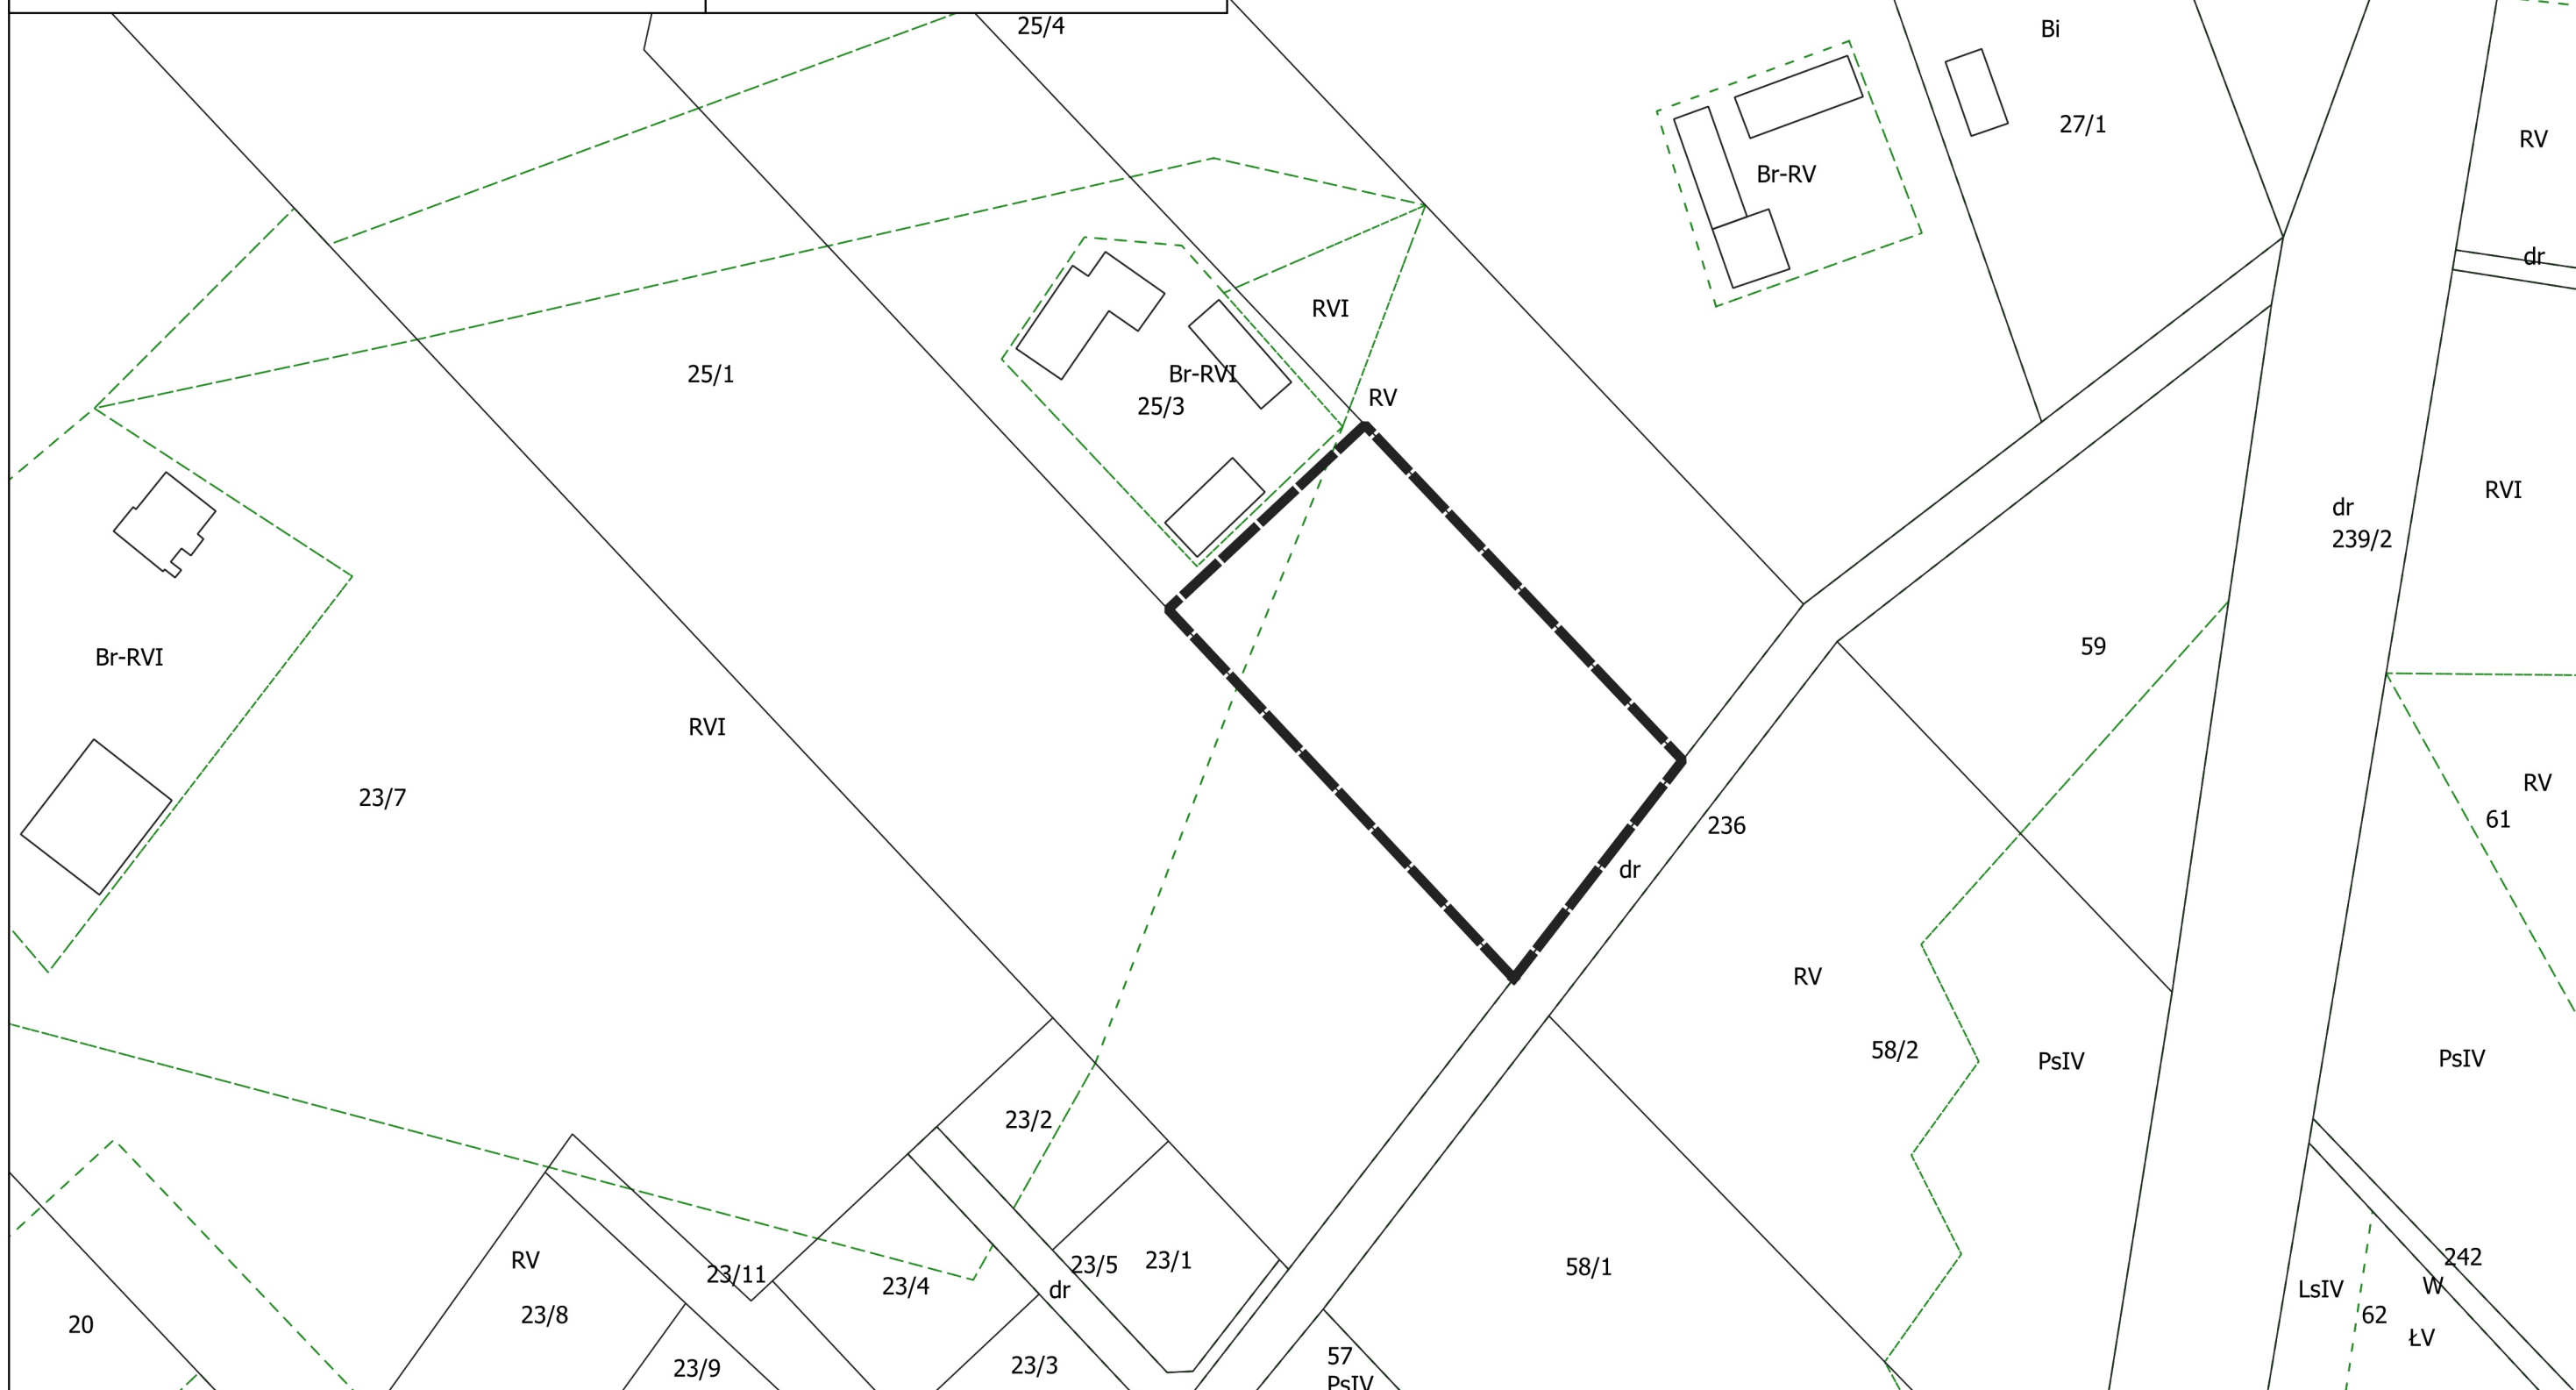 25/4
Bi
27/1
RV
Br-RV
dr
RVI
25/1
Br-RVI
25/3
RV
RVI
dr
239/2
59
Br-RVI
RVI
23/7
RV
61
236
dr
RV
58/2
PsIV
PsIV
23/2
RV
23/11
23/4
23/5
23/1
dr
58/1
242
W
LsIV
62
ŁV
23/8
20
23/9
23/3
57
PsIV